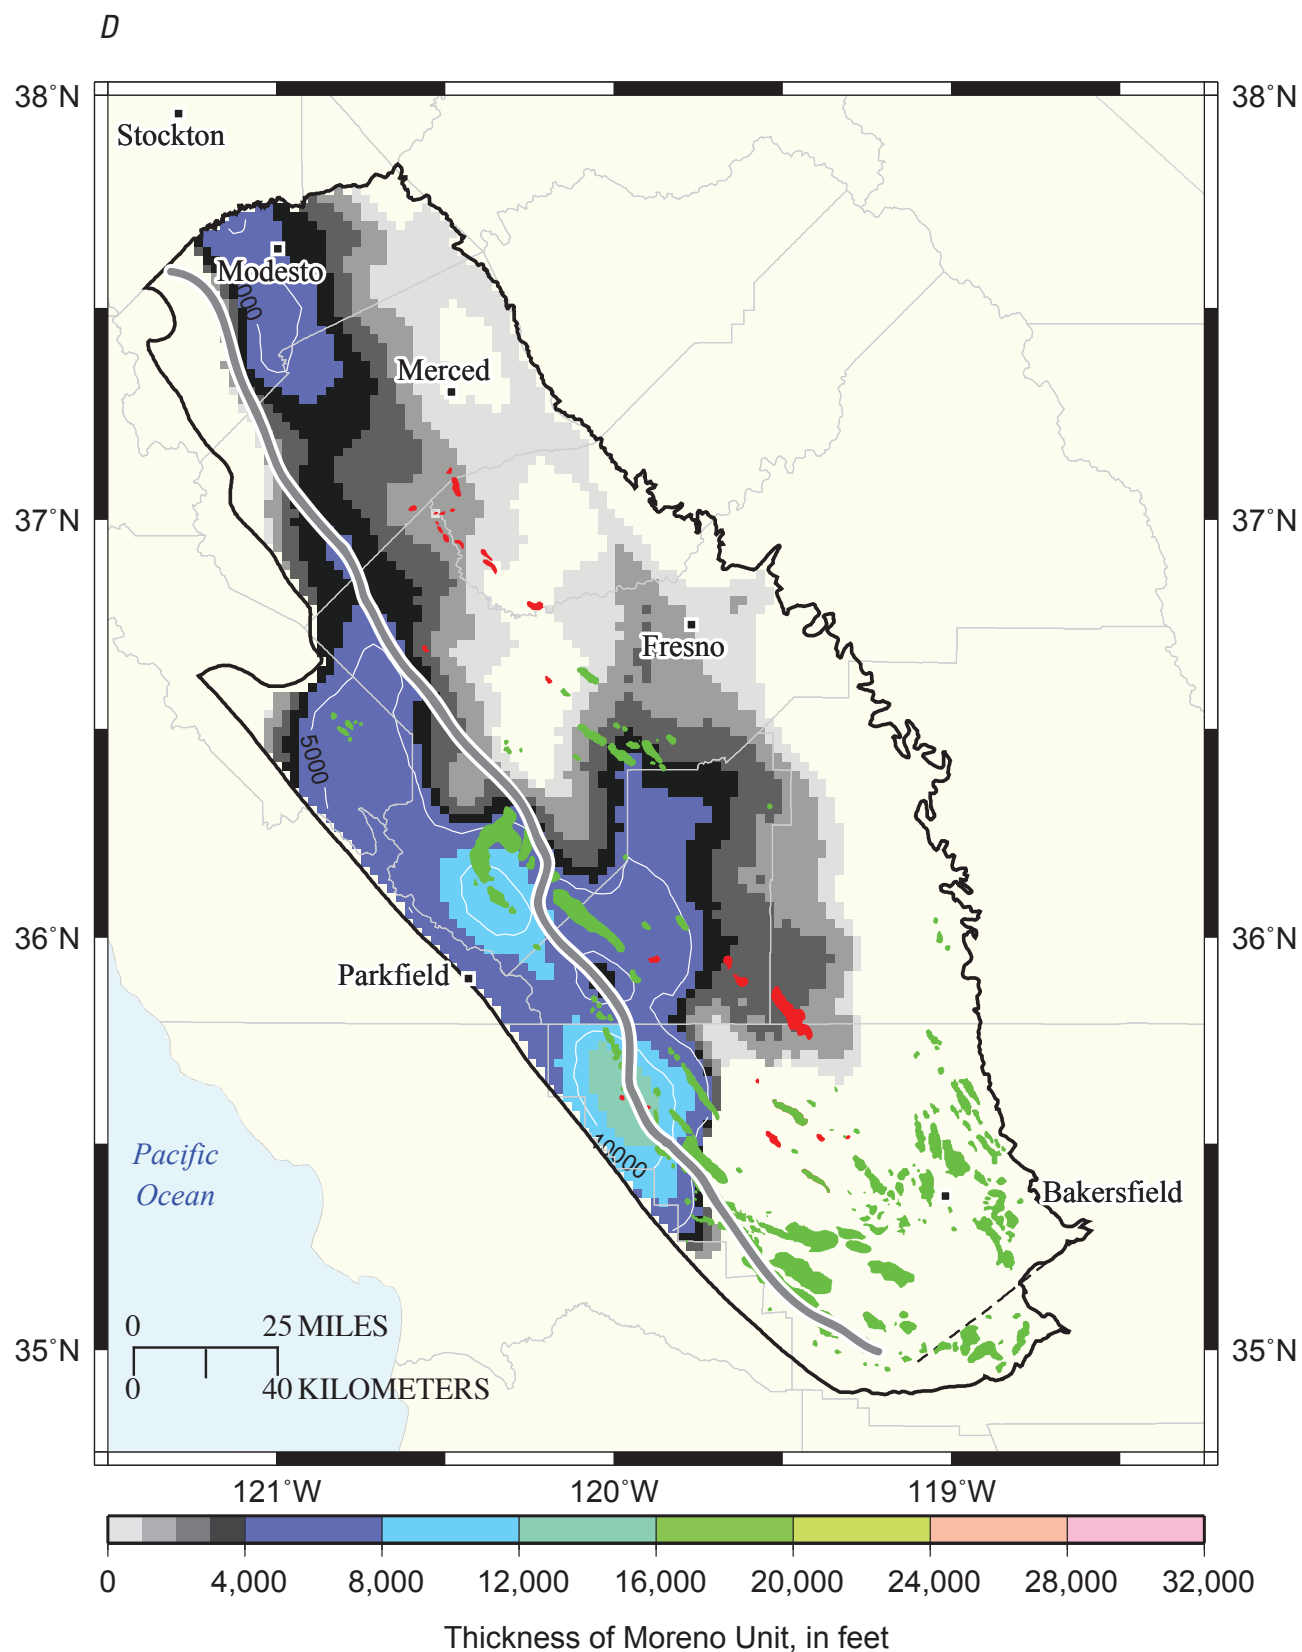 D
38°N
38°N
Stockton
Modesto
000
Merced
37°N
37°N
Fresno
5000
36°N
36°N
Parkfield
10000
Pacific
Ocean
Bakersfield
0 25 MILES
0 40 KILOMETERS
35°N
35°N
121°W 120°W 119°W
0 4,000 8,000 12,000 16,000 20,000 24,000 28,000 32,000
Thickness of Moreno Unit, in feet